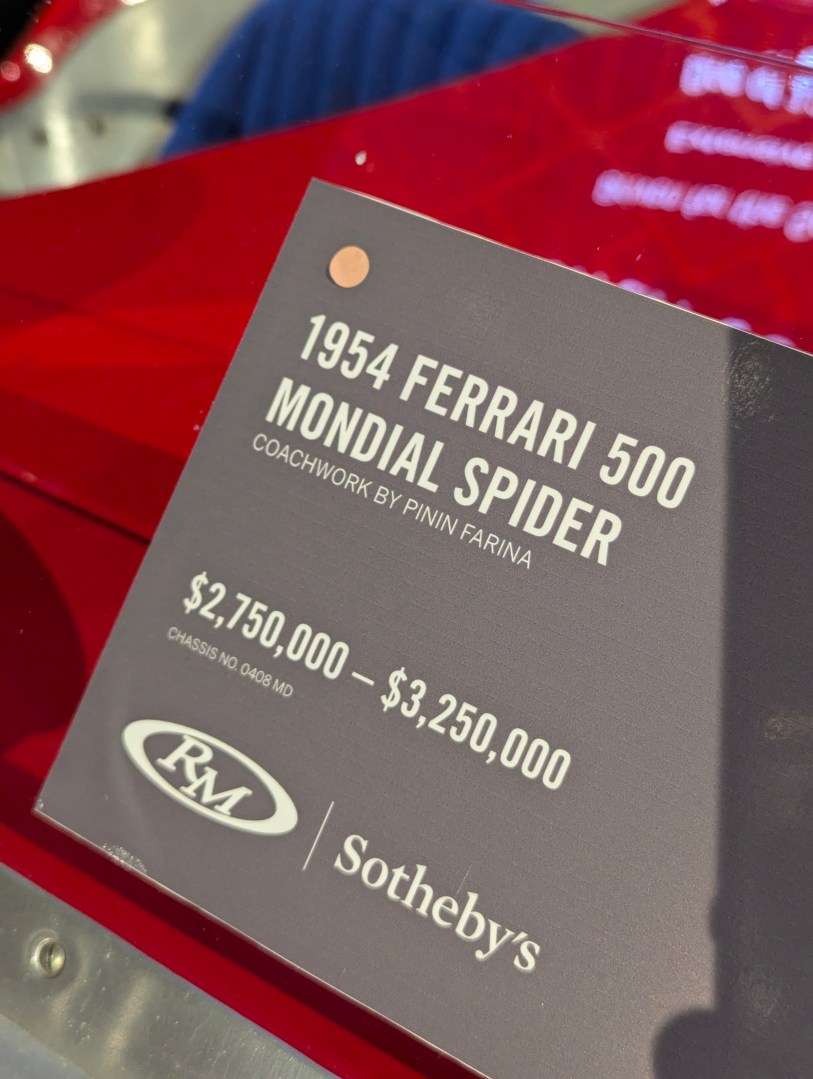 1954 FERRARI 500
MONDIAL SPIDER
COACHWORK BY PININ FARINA
$2,750,000 – $3,250,000
CHASSIS NO. 0408 MD
RM
Sotheby's